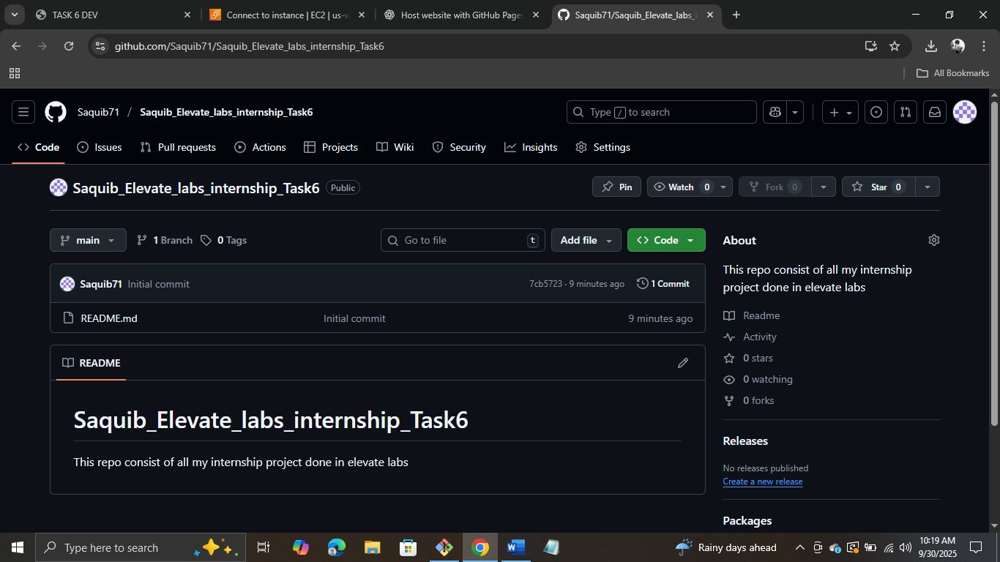 TASK 6 DEV
Connect to instance | EC2 | us-w
Host website with GitHub Page
Saquib71/Saquib_Elevate_labs_i
github.com/Saquib71/Saquib_Elevate_labs_internship_Task6
All Bookmarks
Saquib71 / Saquib_Elevate_labs_internship_Task6
Type / to search
Code Issues Pull requests Actions Projects Wiki Security Insights Settings
Saquib_Elevate_labs_internship_Task6 Public
Pin Watch 0 Fork 0 Star 0
main 1 Branch 0 Tags
Go to file t Add file Code
Saquib71 Initial commit 7cb5723 · 9 minutes ago 1 Commit
README.md Initial commit 9 minutes ago
README
Saquib_Elevate_labs_internship_Task6
This repo consist of all my internship project done in elevate labs
About
This repo consist of all my internship
project done in elevate labs
Readme
Activity
0 stars
0 watching
0 forks
Releases
No releases published
Create a new release
Packages
Type here to search
Rainy days ahead
10:19 AM
9/30/2025